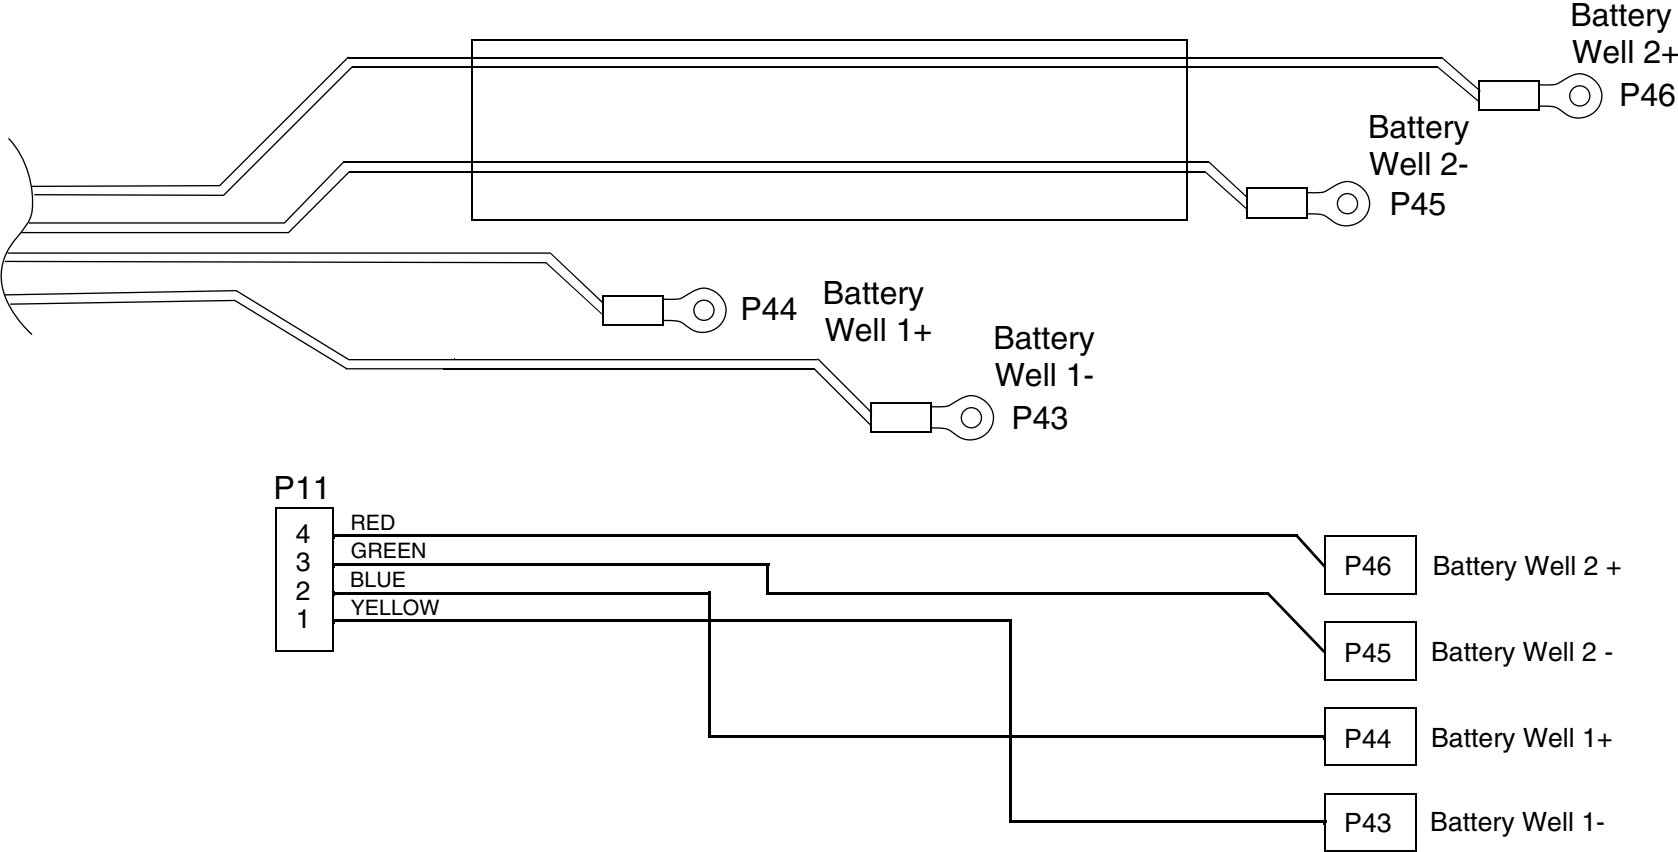 Battery
Well 2+
P46
Battery
Well 2-
P45
P44
Battery
Well 1+
Battery
Well 1-
P43
P11
4 RED
3 GREEN
2 BLUE
1 YELLOW
P46 Battery Well 2 +
P45 Battery Well 2 -
P44 Battery Well 1+
P43 Battery Well 1-